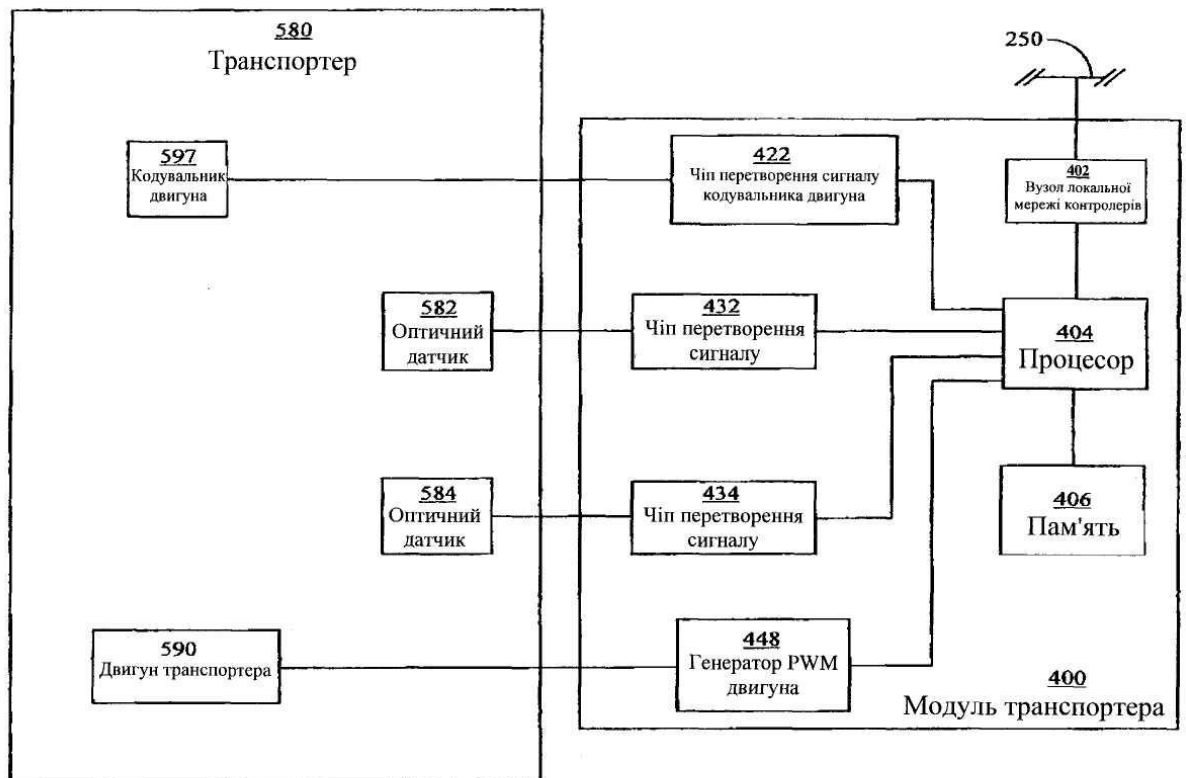 580
Транспортер
250
597
Кодувальник
двигуна
422
Чіп перетворення сигналу
кодувальника двигуна
402
Вузол локальної
мережі контролерів
582
Оптичний
датчик
432
Чіп перетворення
сигналу
404
Процесор
584
Оптичний
датчик
434
Чіп перетворення
сигналу
406
Пам'ять
590
Двигун транспортера
448
Генератор PWM
двигуна
400
Модуль транспортера